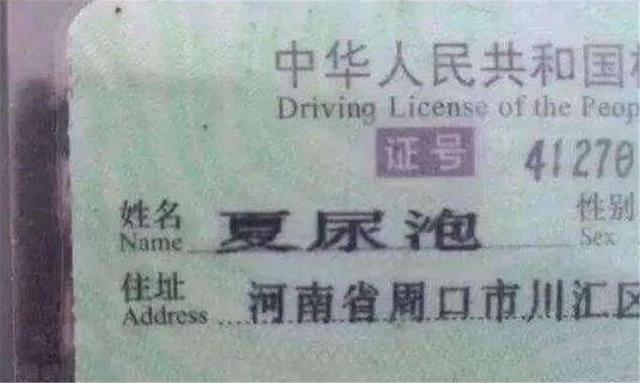 中华人民共和国
Driving License of the Peop
证号 41270
姓名 夏尿泡 性别
Name Sex
住址 河南省周口市川汇区
Address